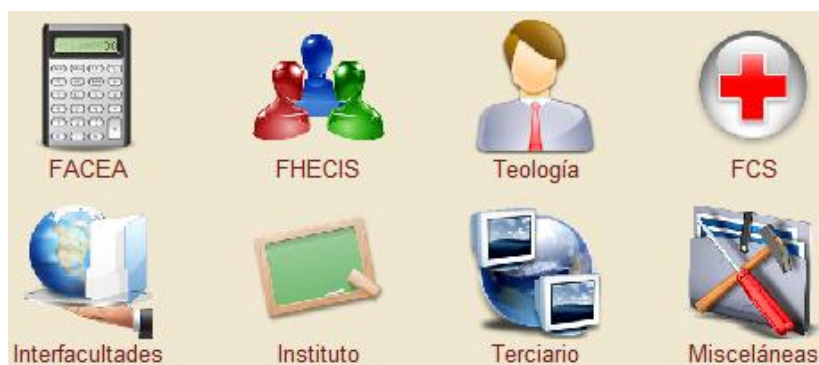 FACEA
FHECIS
Teología
FCS
Interfacultades
Instituto
Terciario
Misceláneas